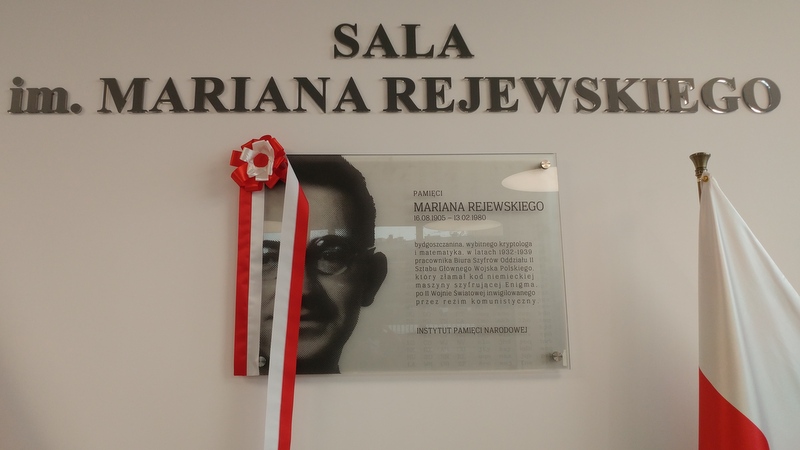 SALA
im. MARIANA REJEWSKIEGO
PAMIĘCI
MARIANA REJEWSKIEGO
16.08.1905 – 13.02.1980
bydgoszczanina, wybitnego kryptologa
i matematyka, w latach 1932-1939
pracownika Biura Szyfrów Oddziału II
Sztabu Głównego Wojska Polskiego,
który złamał kod niemieckiej
maszyny szyfrującej Enigma,
po II Wojnie Światowej inwigilowanego
przez reżim komunistyczny
INSTYTUT PAMIĘCI NARODOWEJ